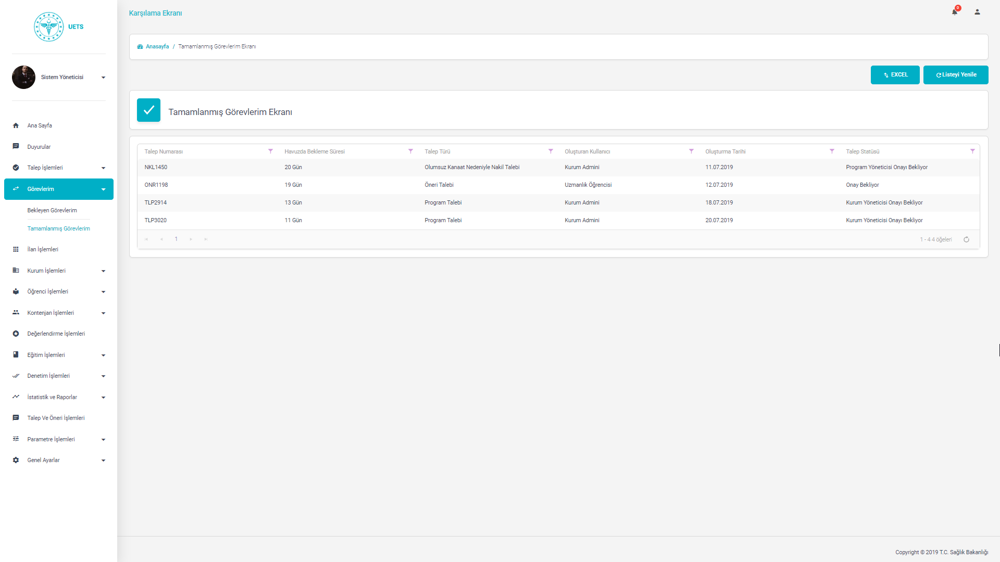 UETS
Sistem Yöneticisi
Ana Sayfa
Duyurular
Talep İşlemleri
Görevlerim
Bekleyen Görevlerim
Tamamlanmış Görevlerim
İlan İşlemleri
Kurum İşlemleri
Öğrenci İşlemleri
Kontenjan İşlemleri
Değerlendirme İşlemleri
Eğitim İşlemleri
Denetim İşlemleri
İstatistik ve Raporlar
Talep Ve Öneri İşlemleri
Parametre İşlemleri
Genel Ayarlar
Karşılama Ekranı
0
Anasayfa / Tamamlanmış Görevlerim Ekranı
EXCEL Listeyi Yenile
Tamamlanmış Görevlerim Ekranı
Talep Numarası Havuzda Bekleme Süresi Talep Türü Oluşturan Kullanıcı Oluşturma Tarihi Talep Statüsü
NKL1450 20 Gün Olumsuz Kanaat Nedeniyle Nakil Talebi Kurum Admini 11.07.2019 Program Yöneticisi Onayı Bekliyor
ONR1198 19 Gün Öneri Talebi Uzmanlık Öğrencisi 12.07.2019 Onay Bekliyor
TLP2914 13 Gün Program Talebi Kurum Admini 18.07.2019 Kurum Yöneticisi Onayı Bekliyor
TLP3020 11 Gün Program Talebi Kurum Admini 20.07.2019 Kurum Yöneticisi Onayı Bekliyor
1 1 - 4 4 öğeleri
Copyright © 2019 T.C. Sağlık Bakanlığı